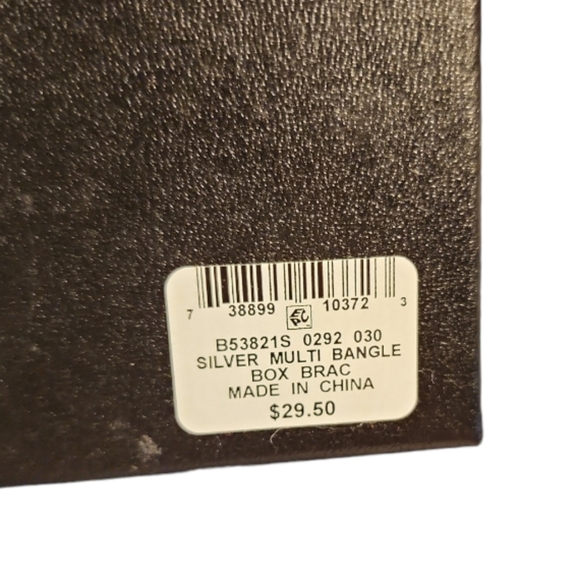 7 38899 10372 3
B53821S 0292 030
SILVER MULTI BANGLE
BOX BRAC
MADE IN CHINA
$29.50